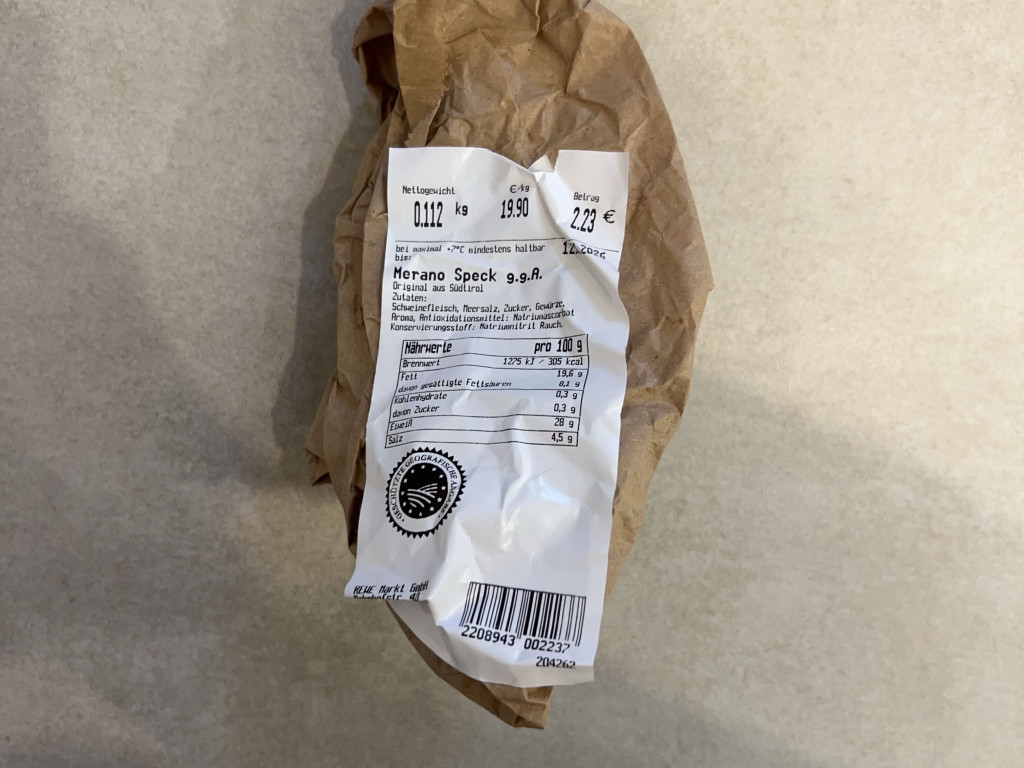 Nettogewicht €/kg Betrag
0.112 kg 19.90 2.23 €
bei maximal +7°C mindestens haltbar
bis: 12.2026
Merano Speck g.g.A.
Original aus Südtirol
Zutaten:
Schweinefleisch, Meersalz, Zucker, Gewürze,
Aroma, Antioxidationsmittel: Natriumascorbat
Konservierungsstoff: Natriumnitrit Rauch.
Nährwerte pro 100 g
Brennwert 1275 kJ / 305 kcal
Fett 19,6 g
davon gesättigte Fettsäuren 8,1 g
Kohlenhydrate 0,3 g
davon Zucker 0,3 g
Eiweiß 28 g
Salz 4,5 g
GESCHÜTZTE GEOGRAFISCHE ANGABE
REWE Markt GmbH
2208943 002237
204262